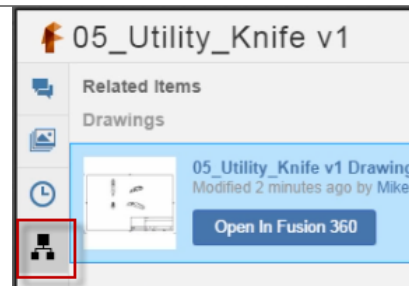 05_Utility_Knife v1
Related Items
Drawings
05_Utility_Knife v1 Drawing
Modified 2 minutes ago by Mike
Open In Fusion 360